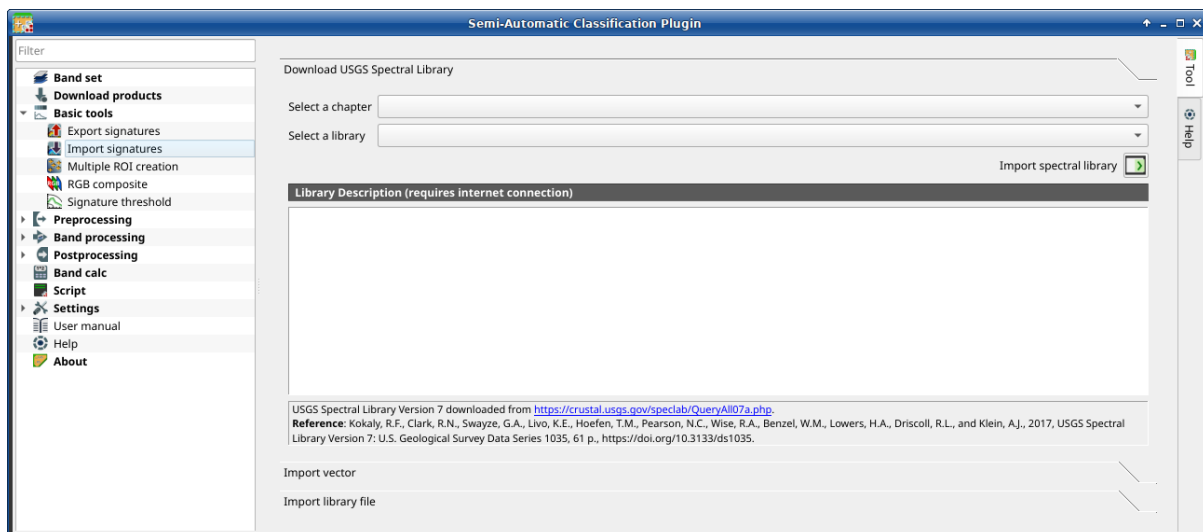 Semi-Automatic Classification Plugin
Filter
Band set
Download products
Basic tools
Export signatures
Import signatures
Multiple ROI creation
RGB composite
Signature threshold
Preprocessing
Band processing
Postprocessing
Band calc
Script
Settings
User manual
Help
About
Download USGS Spectral Library
Select a chapter
Select a library
Import spectral library
Library Description (requires internet connection)
USGS Spectral Library Version 7 downloaded from https://crustal.usgs.gov/speclab/QueryAll07a.php.
Reference: Kokaly, R.F., Clark, R.N., Swayze, G.A., Livo, K.E., Hoefen, T.M., Pearson, N.C., Wise, R.A., Benzel, W.M., Lowers, H.A., Driscoll, R.L., and Klein, A.J., 2017, USGS Spectral
Library Version 7: U.S. Geological Survey Data Series 1035, 61 p., https://doi.org/10.3133/ds1035.
Import vector
Import library file
Tool
Help